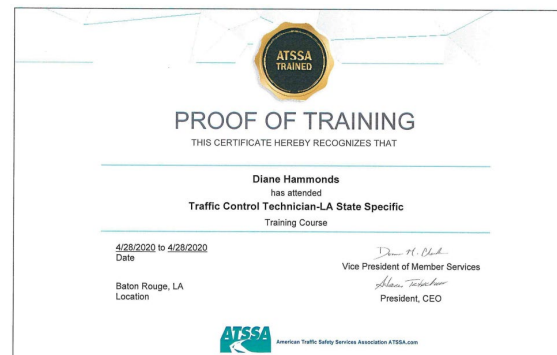 ATSSA
TRAINED
PROOF OF TRAINING
THIS CERTIFICATE HEREBY RECOGNIZES THAT
Diane Hammonds
has attended
Traffic Control Technician-LA State Specific
Training Course
4/28/2020 to 4/28/2020
Date
Vice President of Member Services
Baton Rouge, LA
Location
President, CEO
ATSSA
American Traffic Safety Services Association ATSSA.com